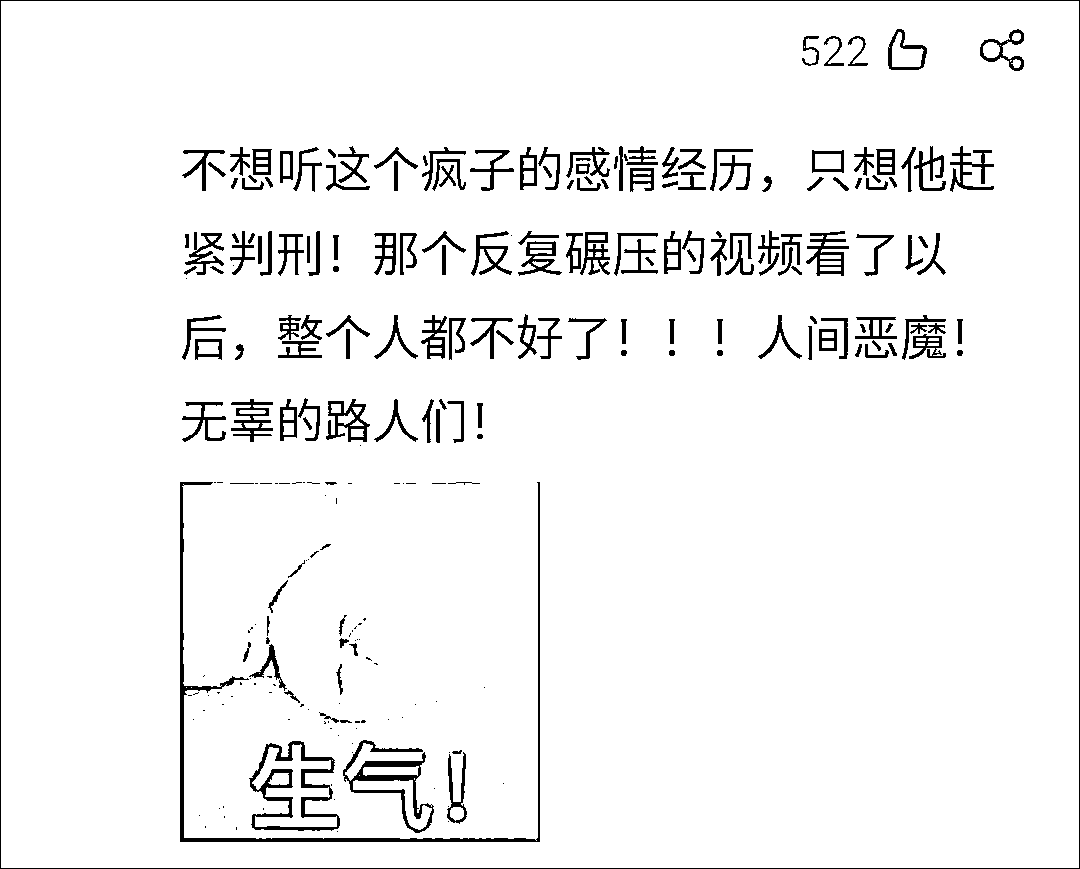 522
不想听这个疯子的感情经历，只想他赶
紧判刑！那个反复碾压的视频看了以
后，整个人都不好了！！！人间恶魔！
无辜的路人们！
生气！